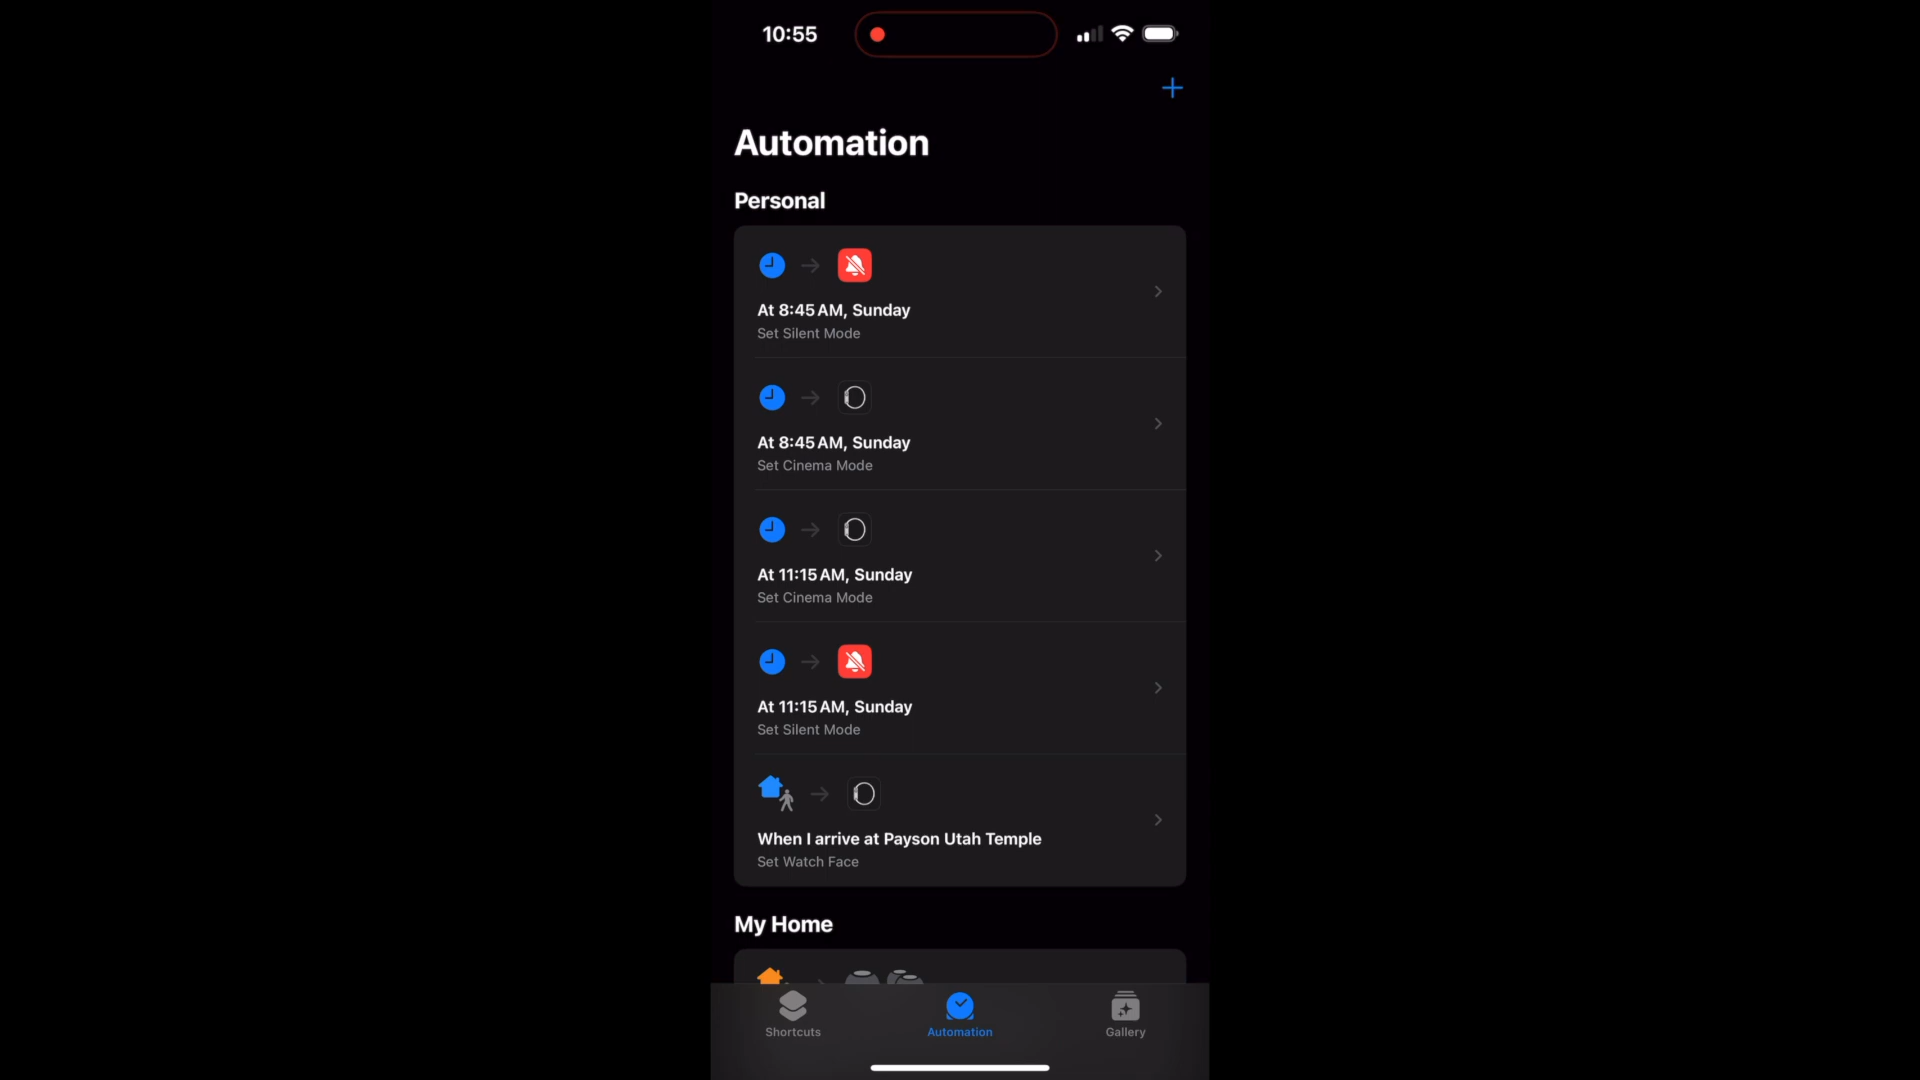 10:55
Automation
Personal
At 8:45 AM, Sunday
Set Silent Mode
At 8:45 AM, Sunday
Set Cinema Mode
At 11:15 AM, Sunday
Set Cinema Mode
At 11:15 AM, Sunday
Set Silent Mode
When I arrive at Payson Utah Temple
Set Watch Face
My Home
Shortcuts
Automation
Gallery